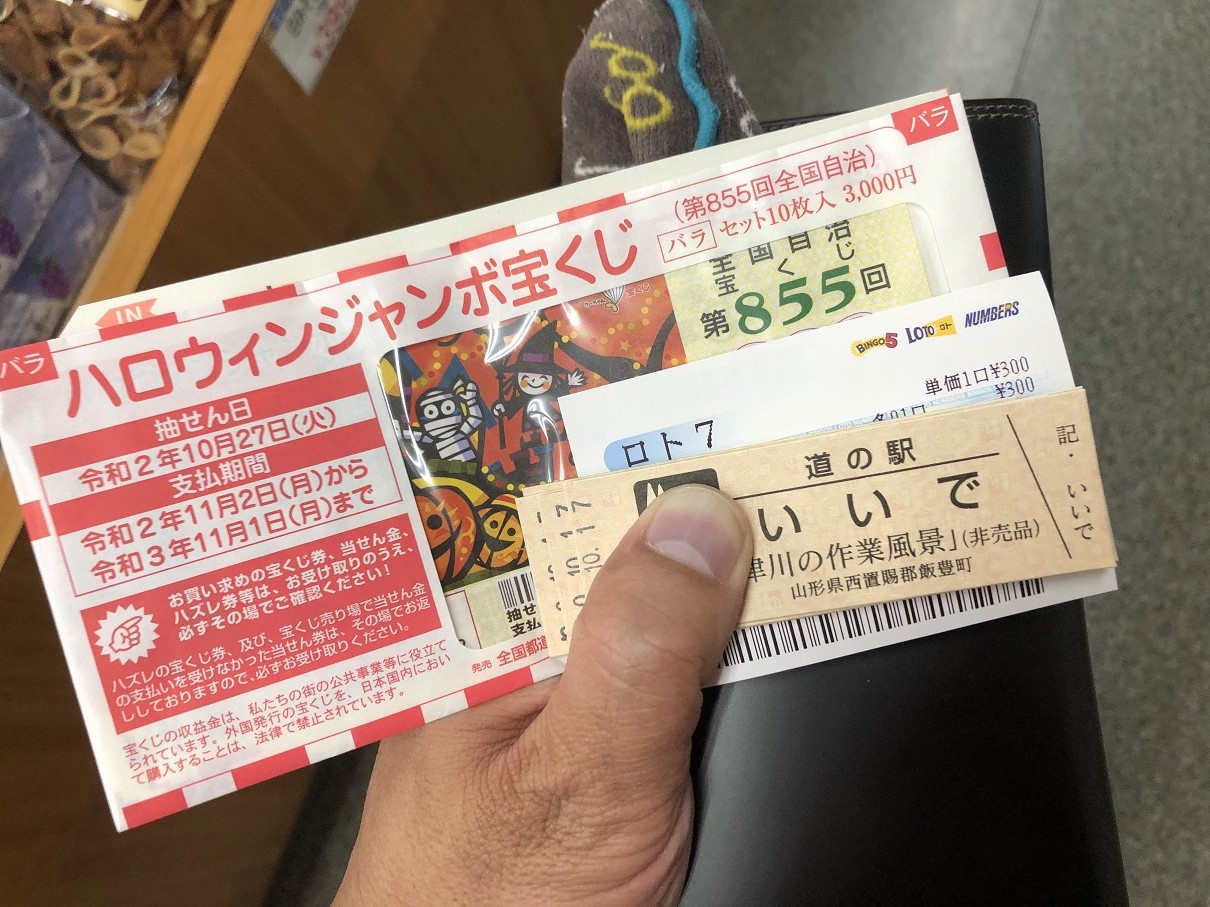 バラ
IN
バラ
ハロウィンジャンボ宝くじ
(第855回全国自治)
バラ セット10枚入 3,000円
抽せん日
令和2年10月27日(火)
支払期間
令和2年11月2日(月)から
令和3年11月1日(月)まで
お買い求めの宝くじ券、当せん金、
ハズレ券等は、お受け取りのうえ、
必ずその場でご確認ください!
ハズレの宝くじ券、及び、宝くじ売り場で当せん金
の支払いを受けなかった当せん券は、その場でお返
ししておりますので、必ずお受け取りください。
宝くじの収益金は、私たちの街の公共事業等に役立て
られています。外国発行の宝くじを、日本国内におい
て購入することは、法律で禁止されています。
全国自治
宝くじ
第855回
抽せ
支払
発売 全国都道
BINGO5 LOTO ロト NUMBERS
単価1口¥300
¥300
ロト7
道の駅
いいで
津川の作業風景」(非売品)
山形県西置賜郡飯豊町
記・いいで
10.17